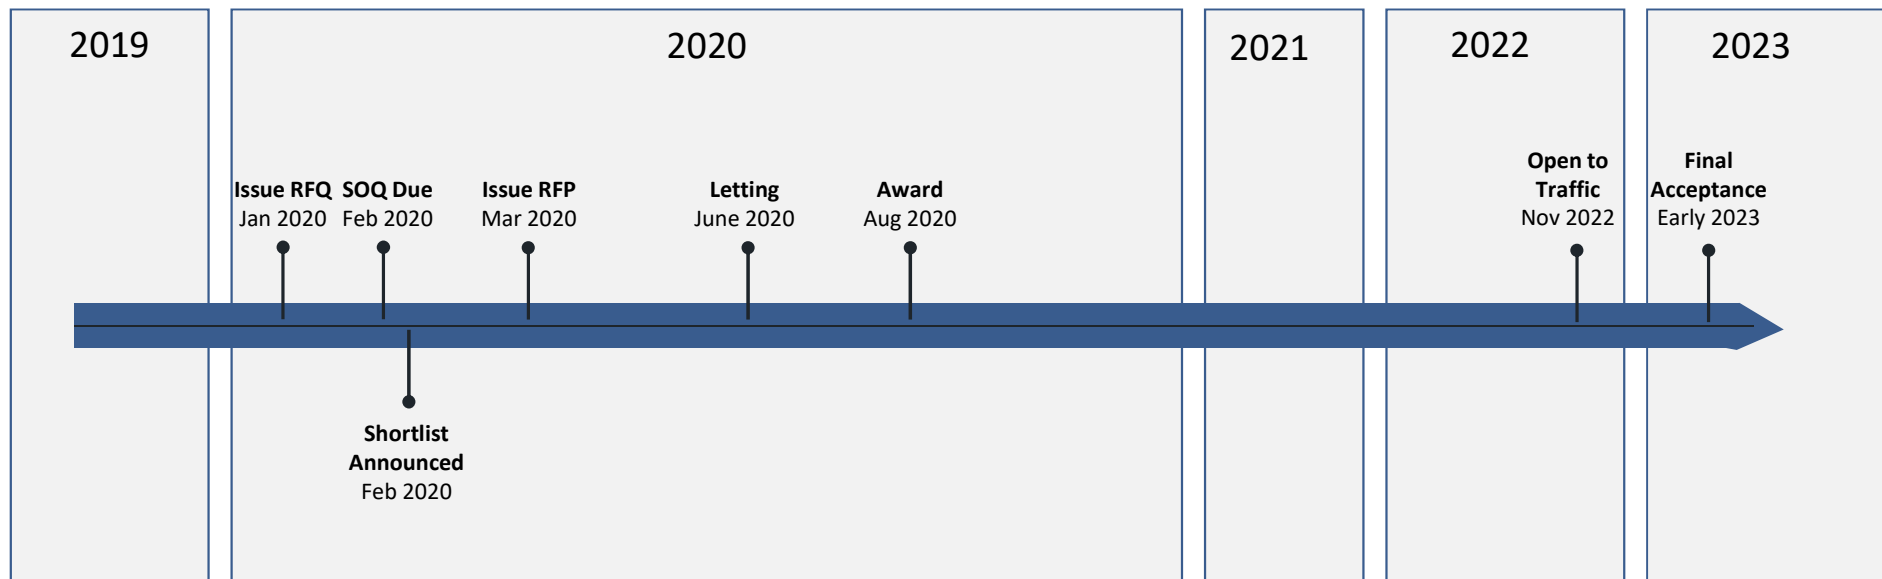 2019
2020
2021
2022
2023
Issue RFQ
Jan 2020
SOQ Due
Feb 2020
Shortlist
Announced
Feb 2020
Issue RFP
Mar 2020
Letting
June 2020
Award
Aug 2020
Open to
Traffic
Nov 2022
Final
Acceptance
Early 2023